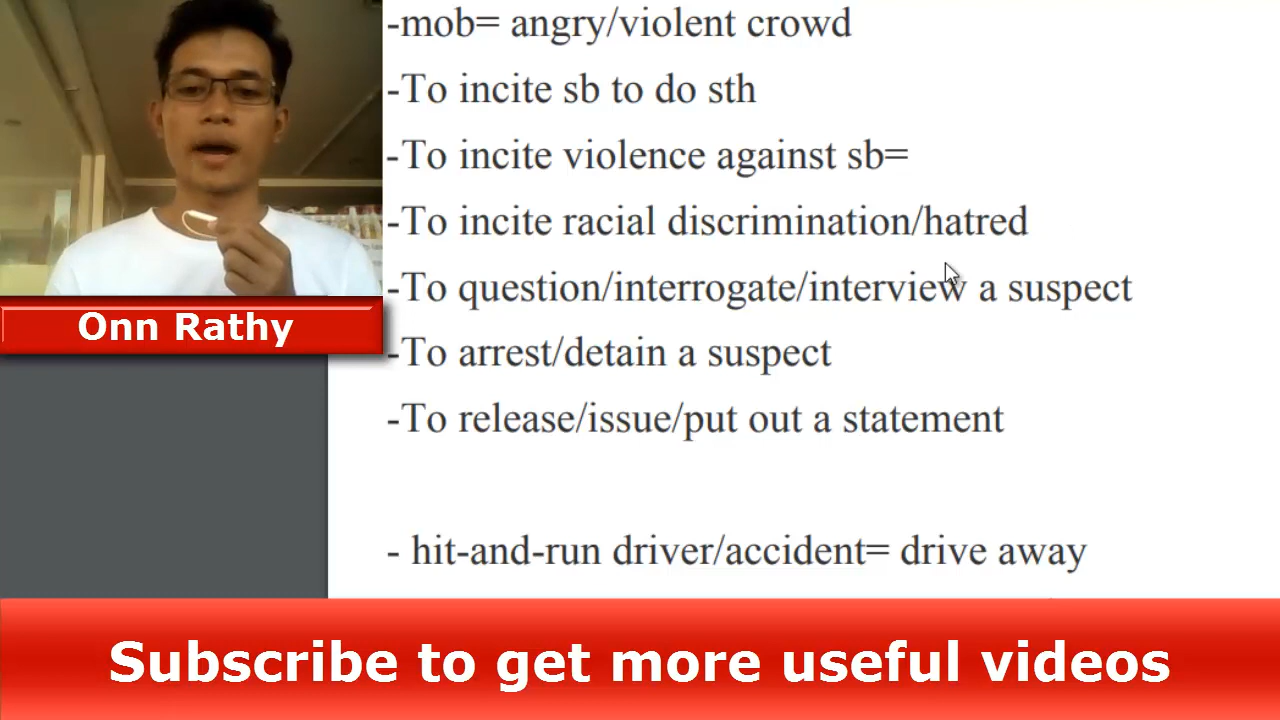 -mob= angry/violent crowd
-To incite sb to do sth
-To incite violence against sb=
-To incite racial discrimination/hatred
-To question/interrogate/interview a suspect
-To arrest/detain a suspect
-To release/issue/put out a statement
- hit-and-run driver/accident= drive away
Onn Rathy
Subscribe to get more useful videos